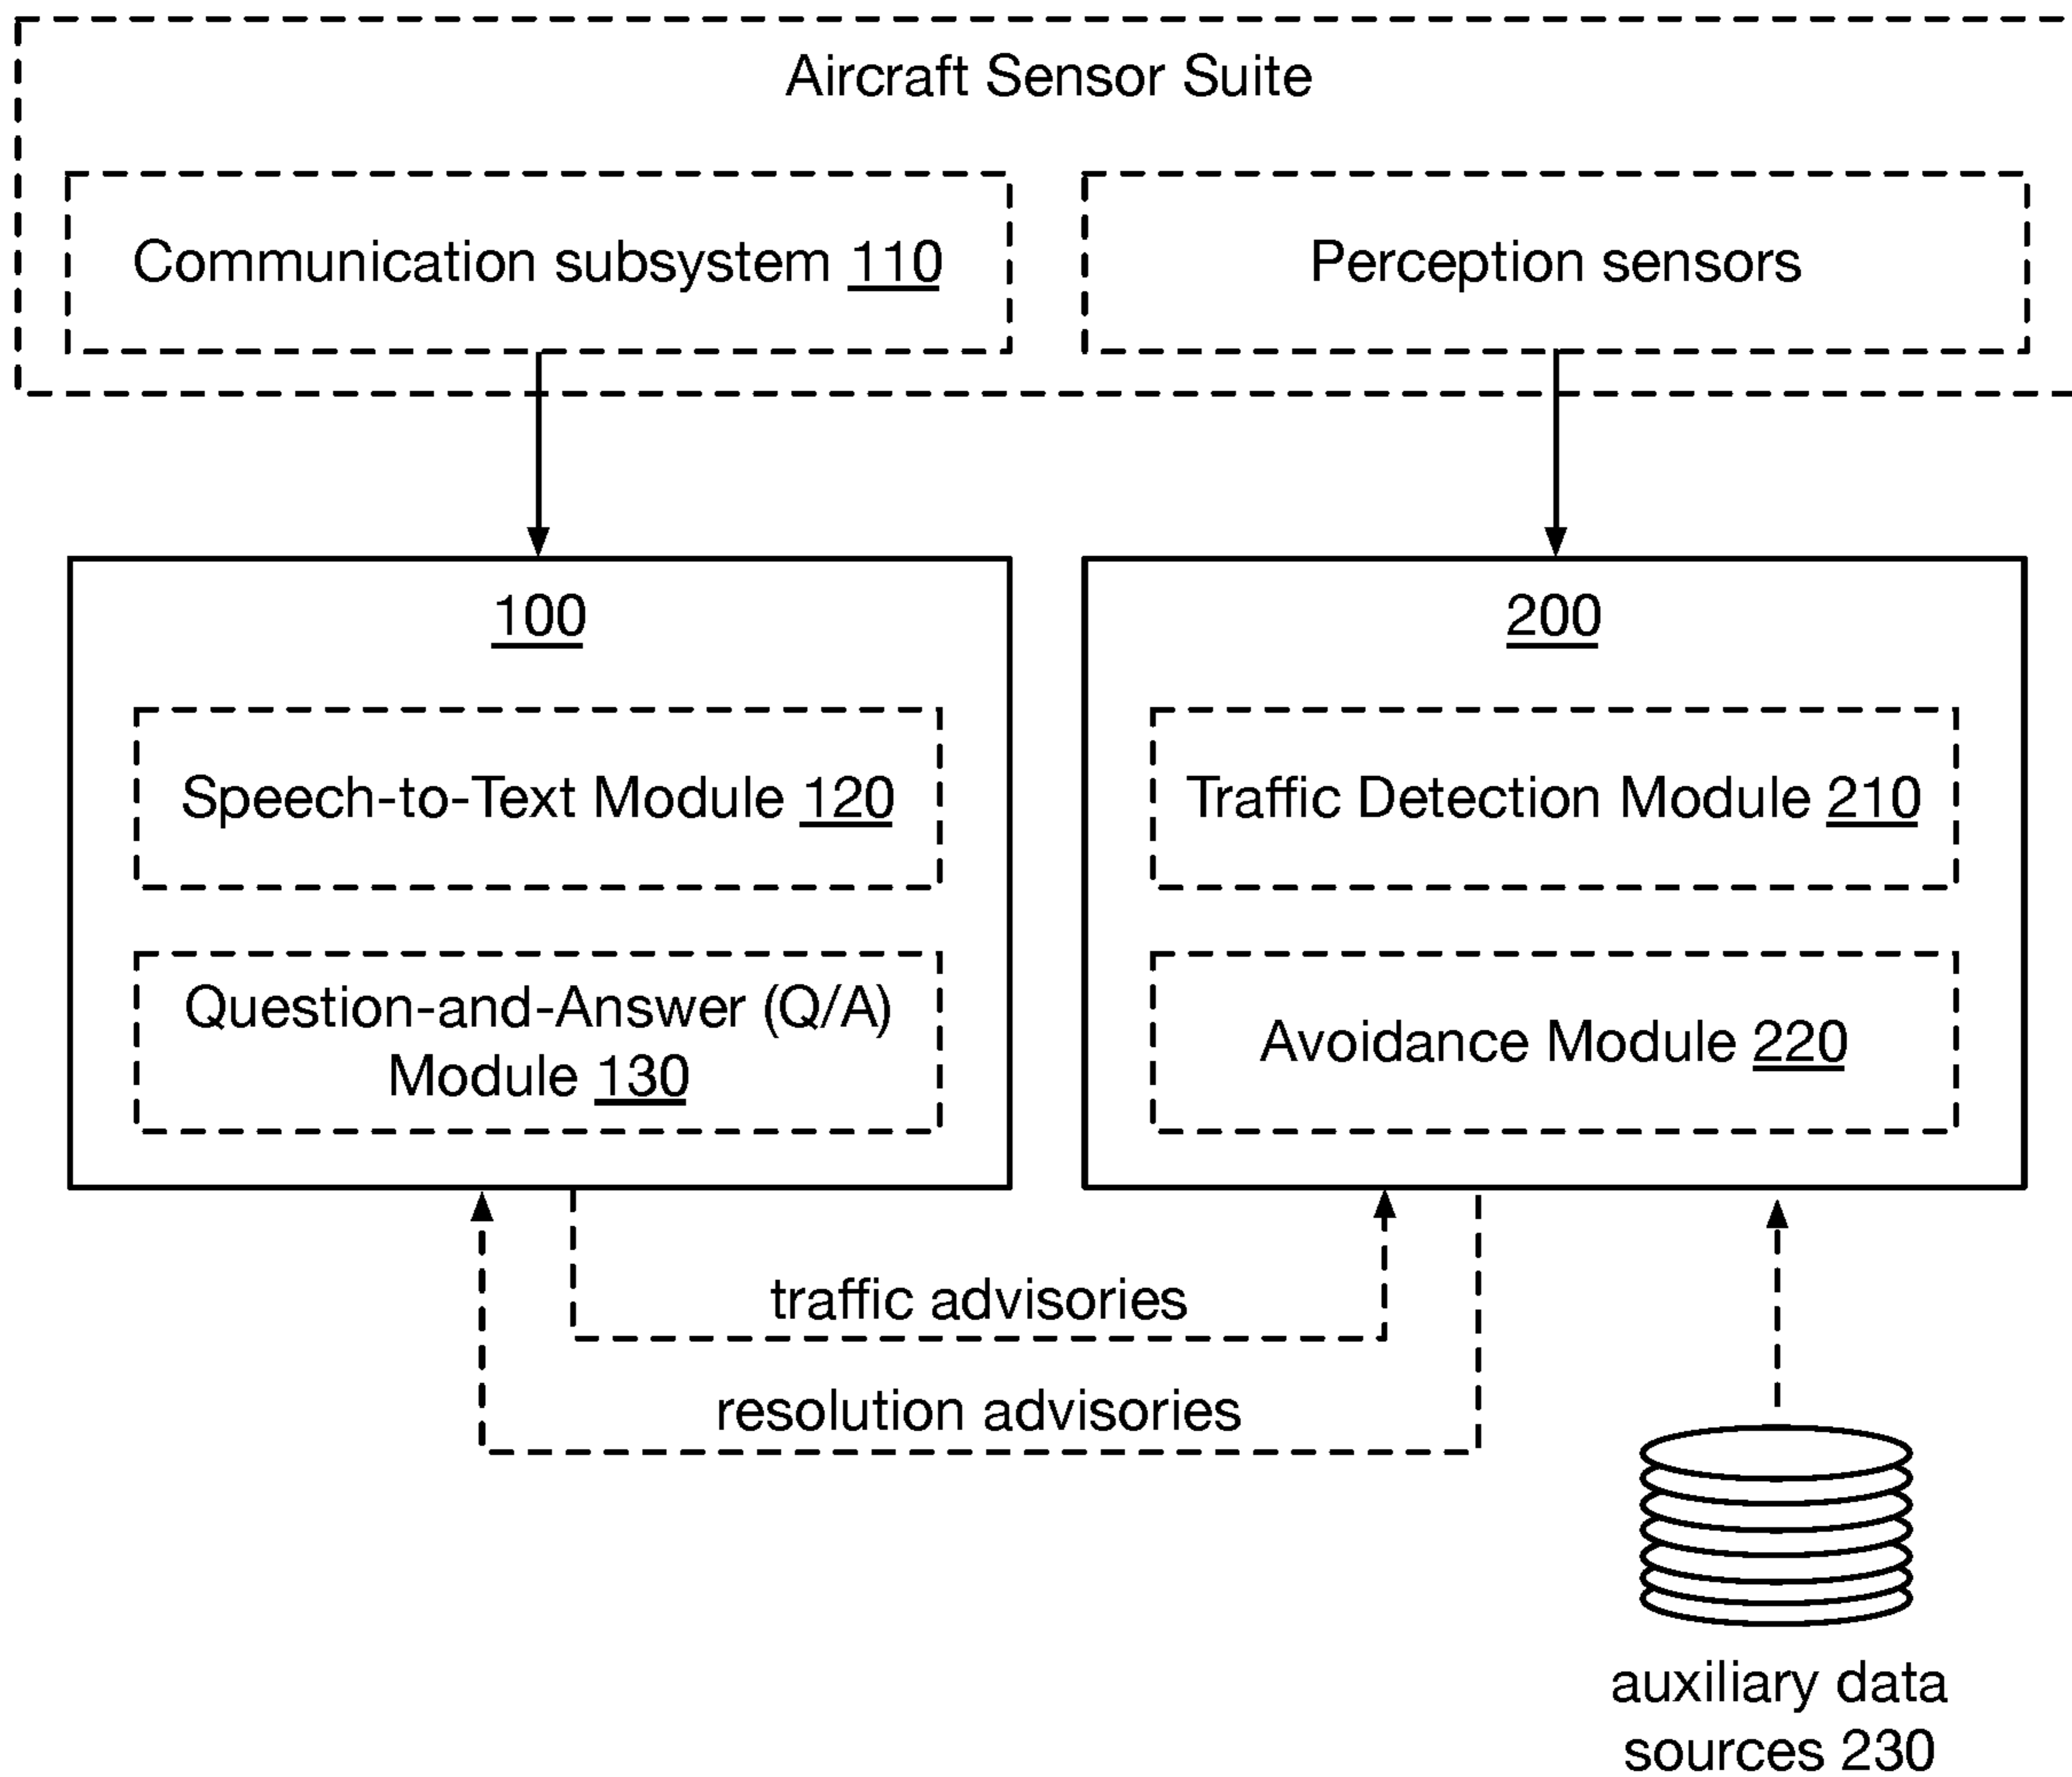 Aircraft Sensor Suite
Communication subsystem 110
Perception sensors
100
Speech-to-Text Module 120
Question-and-Answer (Q/A)
Module 130
200
Traffic Detection Module 210
Avoidance Module 220
traffic advisories
resolution advisories
auxiliary data
sources 230